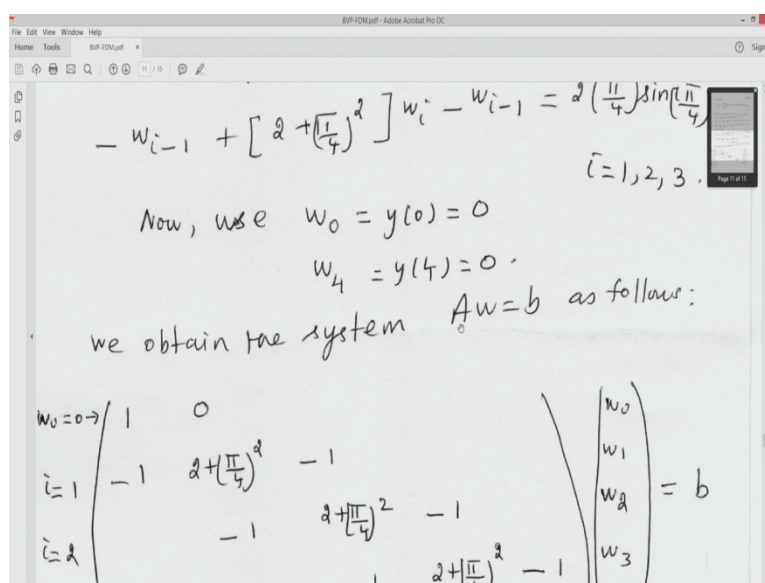 BVP-FDM.pdf - Adobe Acrobat Pro DC
File Edit View Window Help
Home Tools BVP-FDM.pdf × Sign
11 / 15
- w_{i-1} + [2 + (π/4)^2] w_i - w_{i-1} = 2(π/4) sin(π/4)
i = 1, 2, 3.
Page 11 of 15
Now, use w_0 = y(0) = 0
w_4 = y(4) = 0.
we obtain the system Aw = b as follows:
w_0 = 0 → 1 0 w_0
i = 1 -1 2+(π/4)^2 -1 w_1
i = 2 -1 2+(π/4)^2 -1 w_2 = b
2+(π/4)^2 -1 w_3